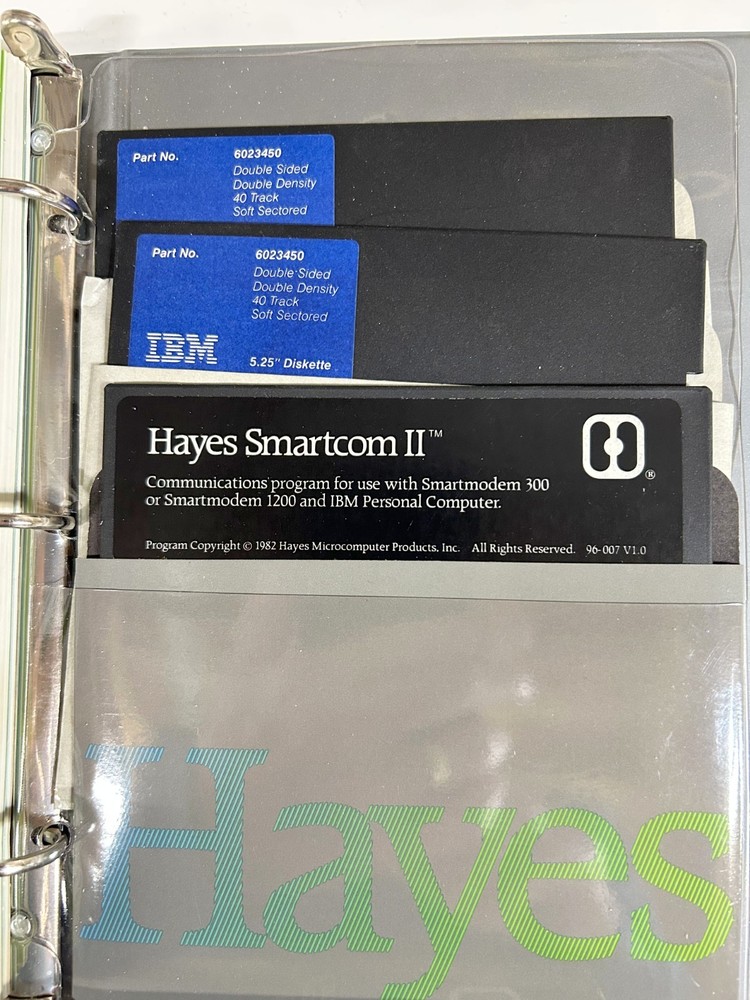 Part No. 6023450
Double Sided
Double Density
40 Track
Soft Sectored
Part No. 6023450
Double Sided
Double Density
40 Track
Soft Sectored
IBM 5.25" Diskette
Hayes Smartcom II™
Communications program for use with Smartmodem 300
or Smartmodem 1200 and IBM Personal Computer.
®
Program Copyright © 1982 Hayes Microcomputer Products, Inc. All Rights Reserved. 96-007 V1.0
Hayes